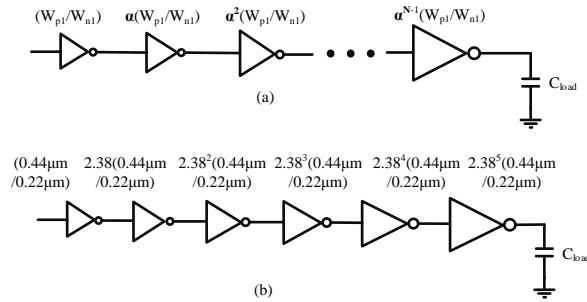 (W_p1/W_n1) α(W_p1/W_n1) α²(W_p1/W_n1) α^N-1(W_p1/W_n1)
C_load
(a)
(0.44μm 2.38(0.44μm 2.38²(0.44μm 2.38³(0.44μm 2.38⁴(0.44μm 2.38⁵(0.44μm
/0.22μm) /0.22μm) /0.22μm) /0.22μm) /0.22μm) /0.22μm)
C_load
(b)